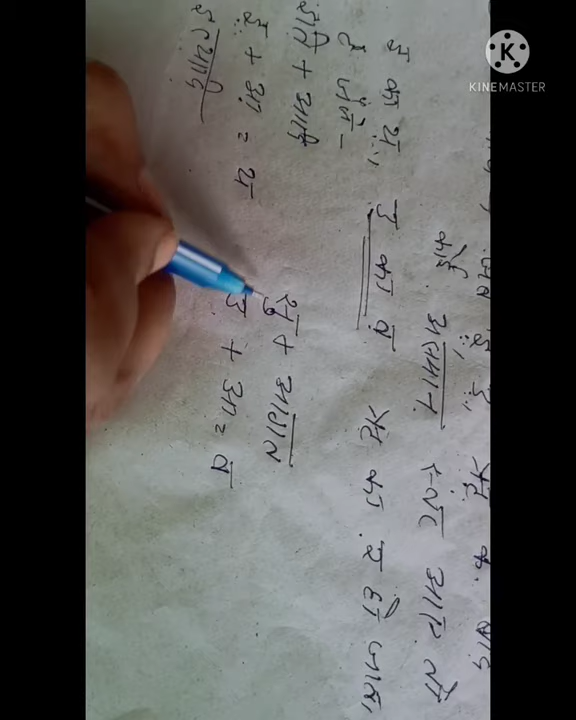 KINEMASTER
कोई असमान स्वर आए तो
इ का य, उ का व ऋ का र हो जाता
है जैसे –
इति + आदि सु + आगत
इ + आ = य उ + आ = व
इत्यादि